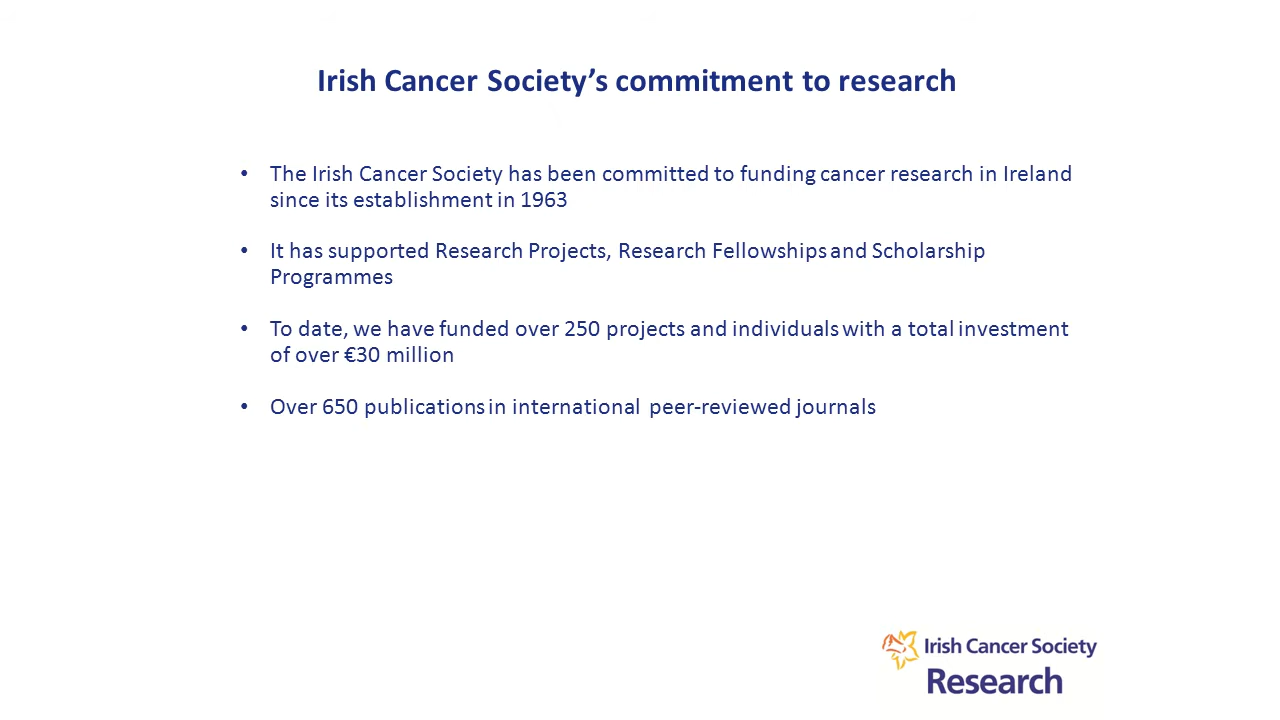 Irish Cancer Society’s commitment to research
• The Irish Cancer Society has been committed to funding cancer research in Ireland
since its establishment in 1963
• It has supported Research Projects, Research Fellowships and Scholarship
Programmes
• To date, we have funded over 250 projects and individuals with a total investment
of over €30 million
• Over 650 publications in international peer-reviewed journals
Irish Cancer Society
Research